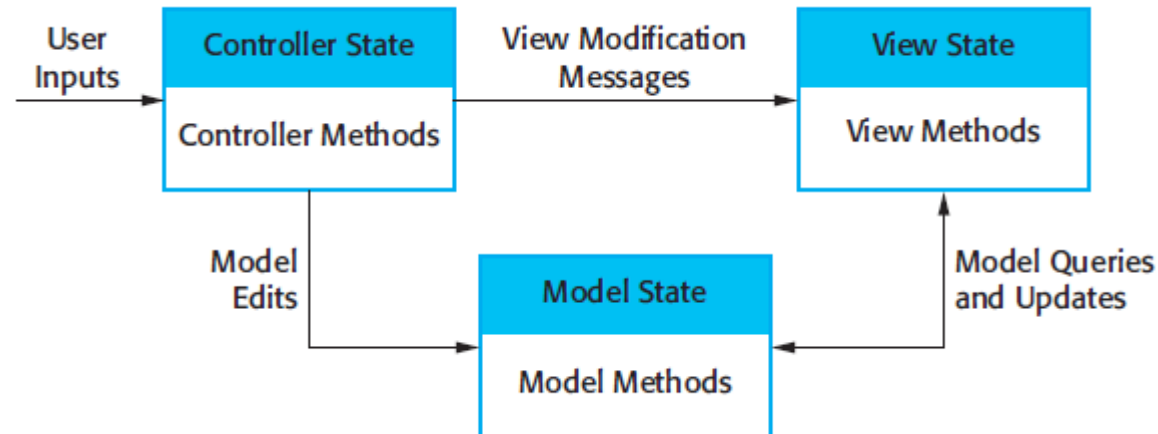 User
Inputs
Controller State
Controller Methods
View Modification
Messages
View State
View Methods
Model
Edits
Model State
Model Methods
Model Queries
and Updates